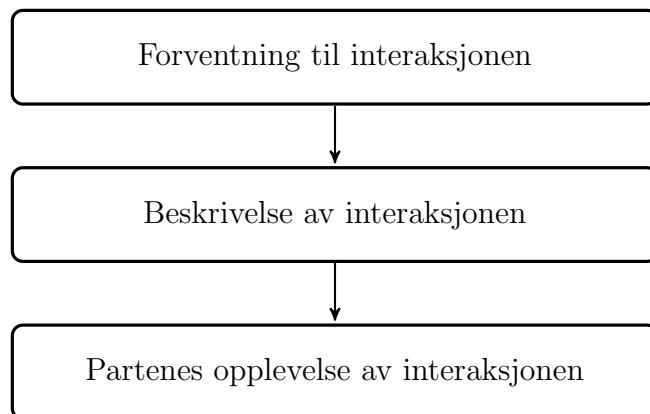 Forventning til interaksjonen
Beskrivelse av interaksjonen
Partenes opplevelse av interaksjonen